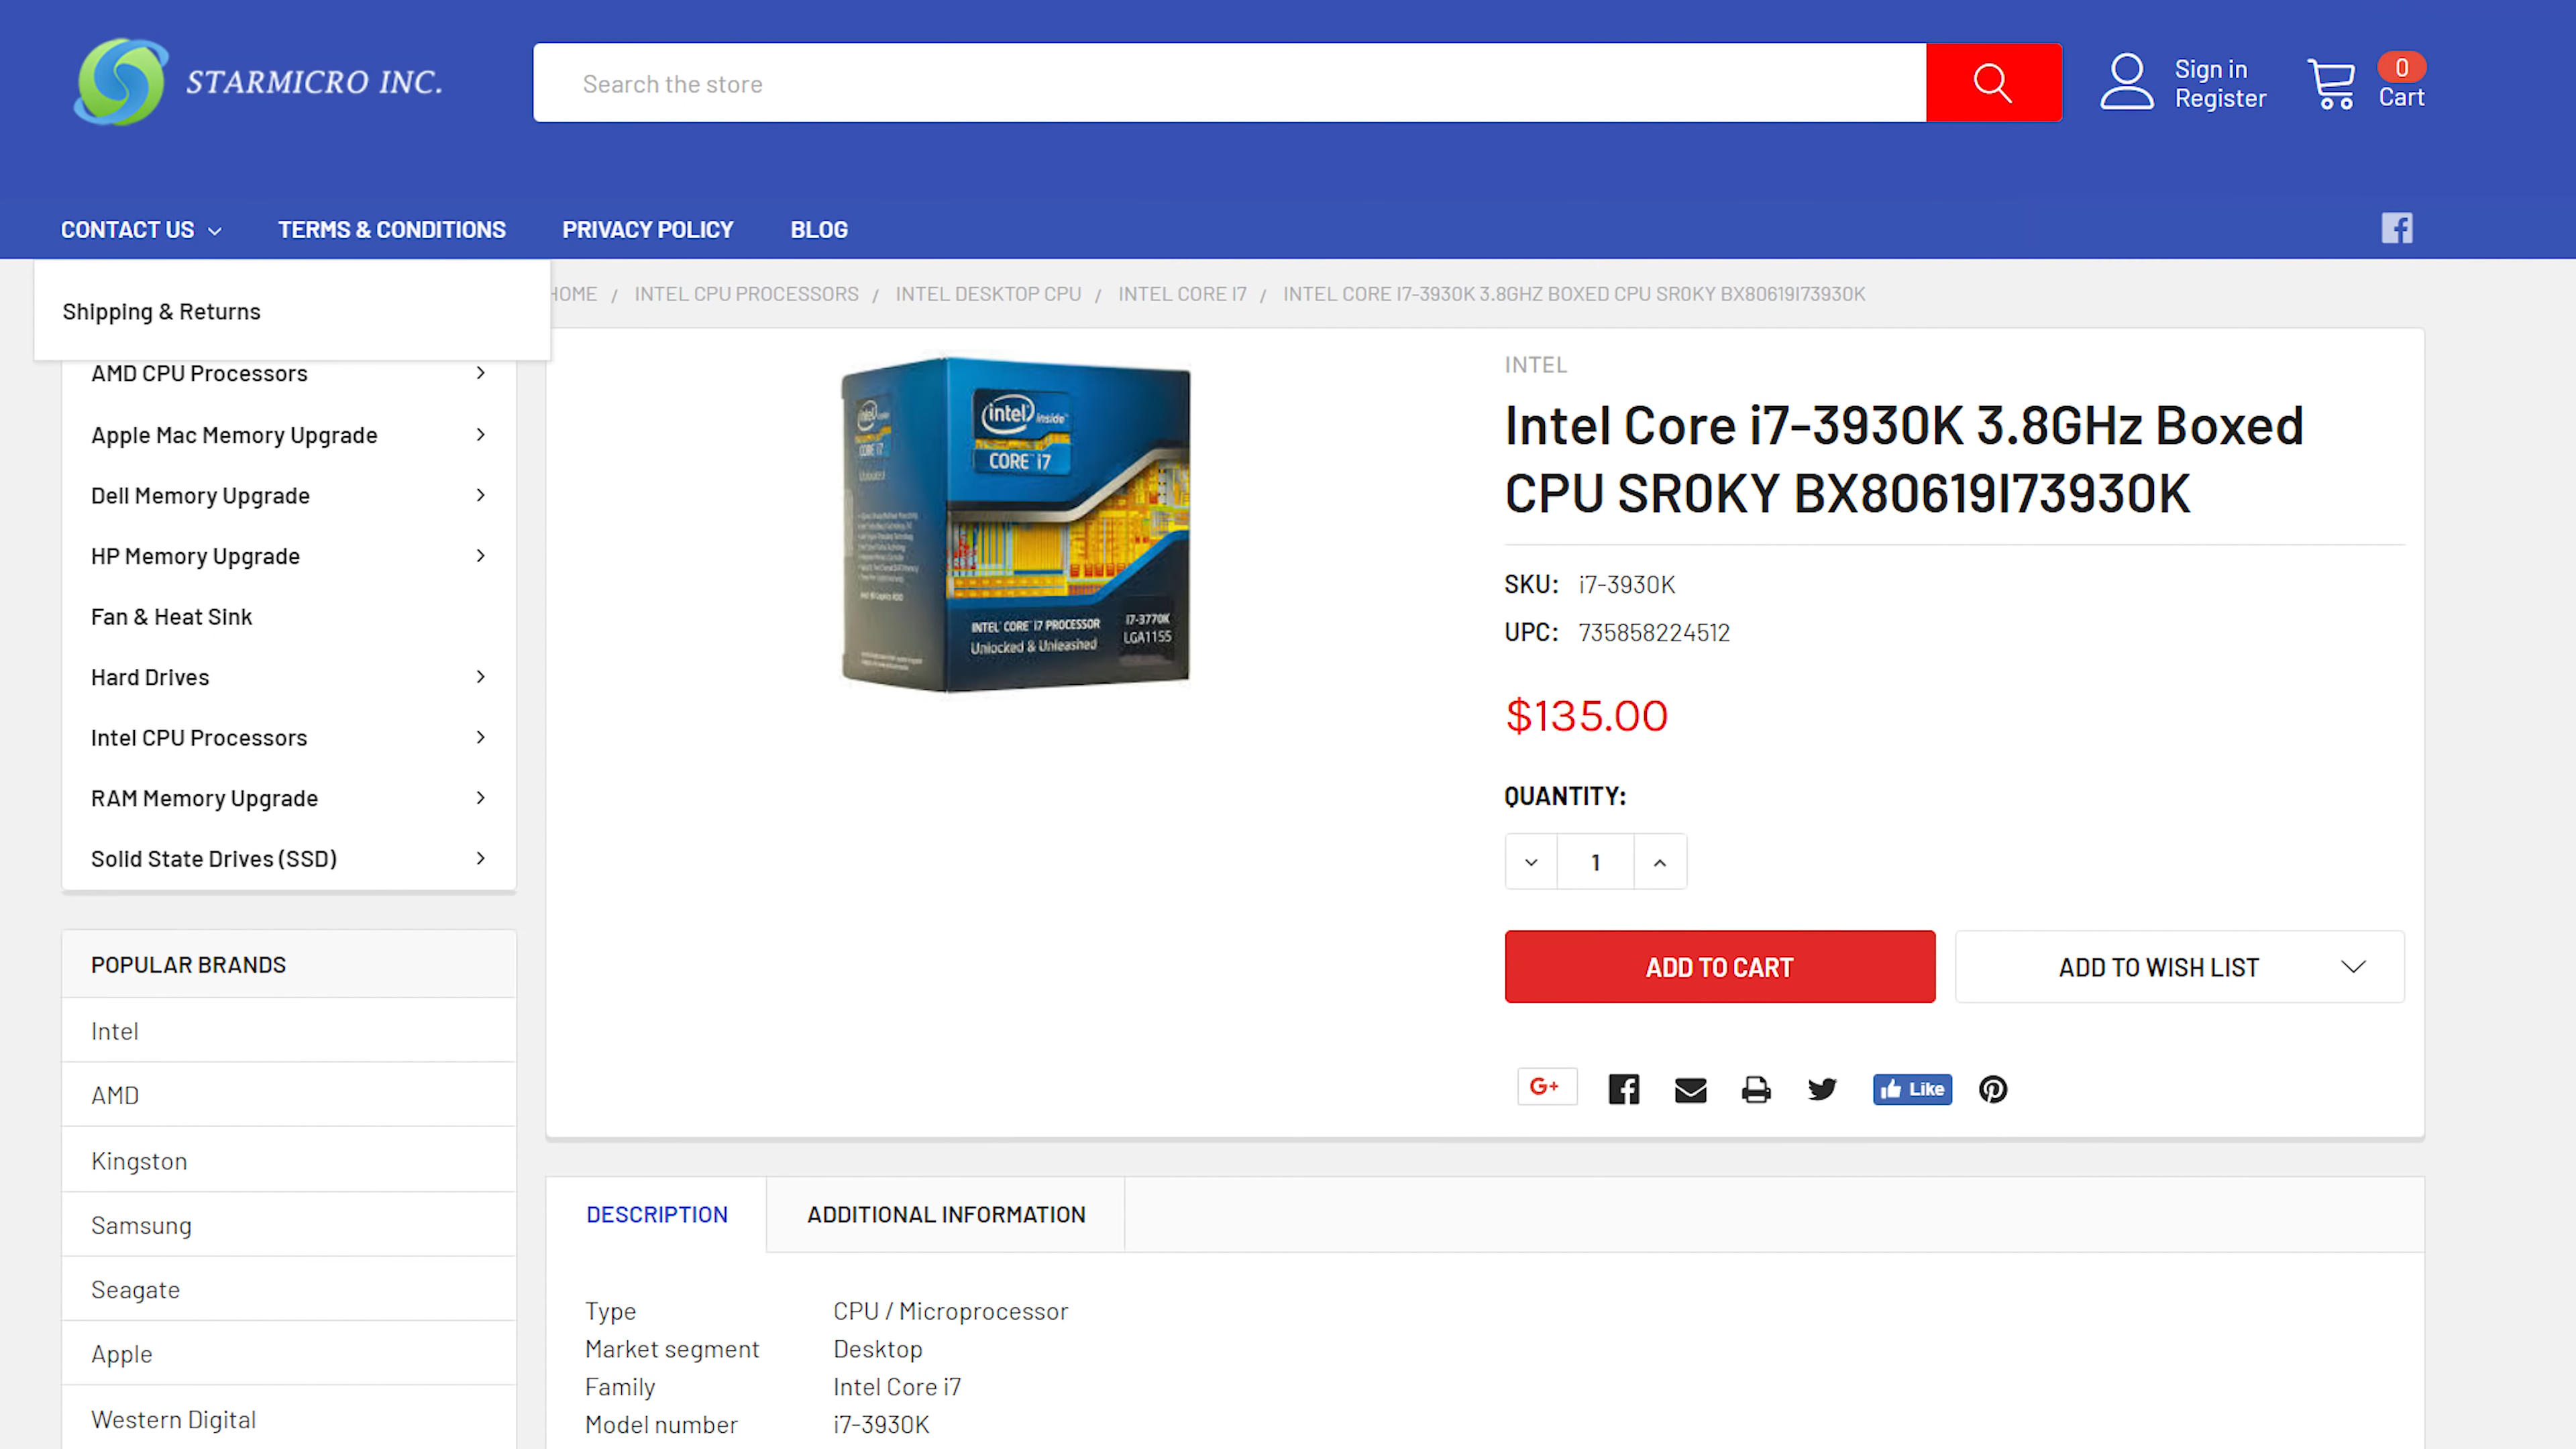 STARMICRO INC.
Search the store
Sign in
Register
0
Cart
CONTACT US
TERMS & CONDITIONS
PRIVACY POLICY
BLOG
Shipping & Returns
HOME / INTEL CPU PROCESSORS / INTEL DESKTOP CPU / INTEL CORE I7 / INTEL CORE I7-3930K 3.8GHZ BOXED CPU SR0KY BX80619I73930K
AMD CPU Processors
Apple Mac Memory Upgrade
Dell Memory Upgrade
HP Memory Upgrade
Fan & Heat Sink
Hard Drives
Intel CPU Processors
RAM Memory Upgrade
Solid State Drives (SSD)
POPULAR BRANDS
Intel
AMD
Kingston
Samsung
Seagate
Apple
Western Digital
intel inside™
CORE™ i7
intel inside
CORE i7
Unlocked
INTEL® CORE™ i7 PROCESSOR
Unlocked & Unleashed
i7-3770K
LGA1155
INTEL
Intel Core i7-3930K 3.8GHz Boxed
CPU SR0KY BX80619I73930K
SKU: i7-3930K
UPC: 735858224512
$135.00
QUANTITY:
1
ADD TO CART
ADD TO WISH LIST
G+
Like
DESCRIPTION
ADDITIONAL INFORMATION
Type CPU / Microprocessor
Market segment Desktop
Family Intel Core i7
Model number i7-3930K